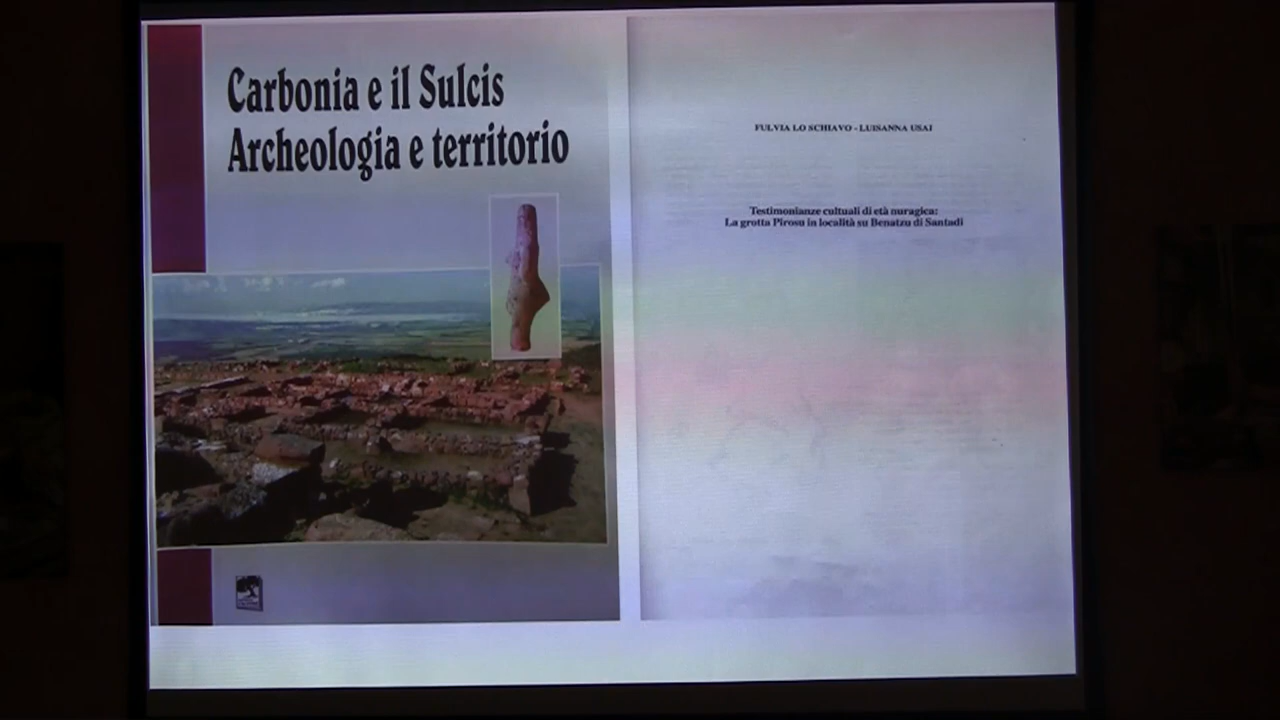 Carbonia e il Sulcis
Archeologia e territorio
FULVIA LO SCHIAVO - LUISANNA USAI
Testimonianze cultuali di età nuragica:
La grotta Pirosu in località su Benatzu di Santadi